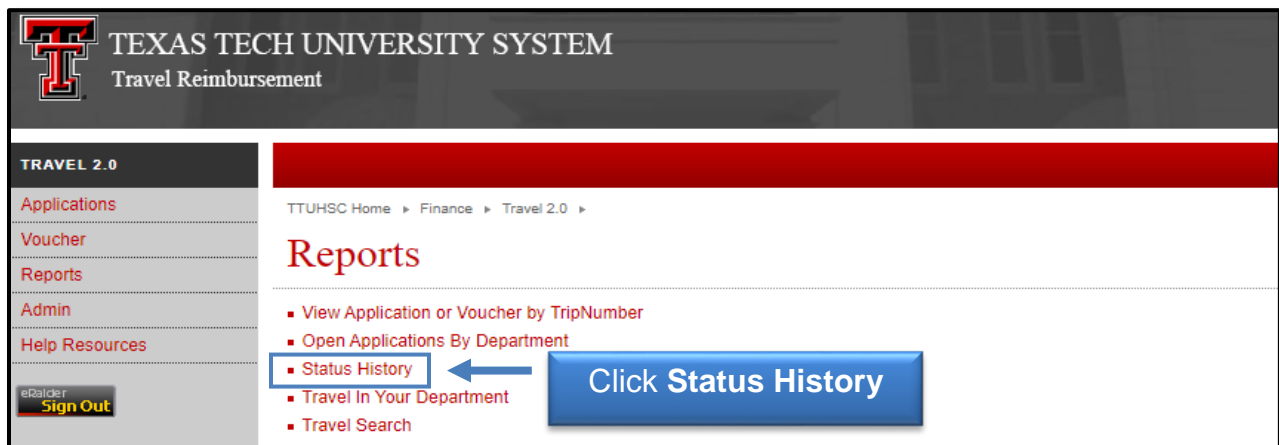 TEXAS TECH UNIVERSITY SYSTEM
Travel Reimbursement
TRAVEL 2.0
Applications
Voucher
Reports
Admin
Help Resources
eRaider
Sign Out
TTUHSC Home ▸ Finance ▸ Travel 2.0 ▸
Reports
▪ View Application or Voucher by TripNumber
▪ Open Applications By Department
▪ Status History
▪ Travel In Your Department
▪ Travel Search
Click Status History